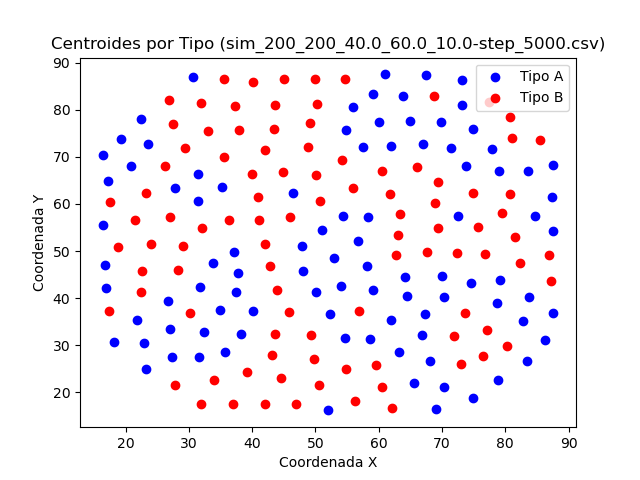 Centroides por Tipo (sim_200_200_40.0_60.0_10.0-step_5000.csv)
90
80
70
60
50
40
30
20
Coordenada Y
Tipo A
Tipo B
20 30 40 50 60 70 80 90
Coordenada X